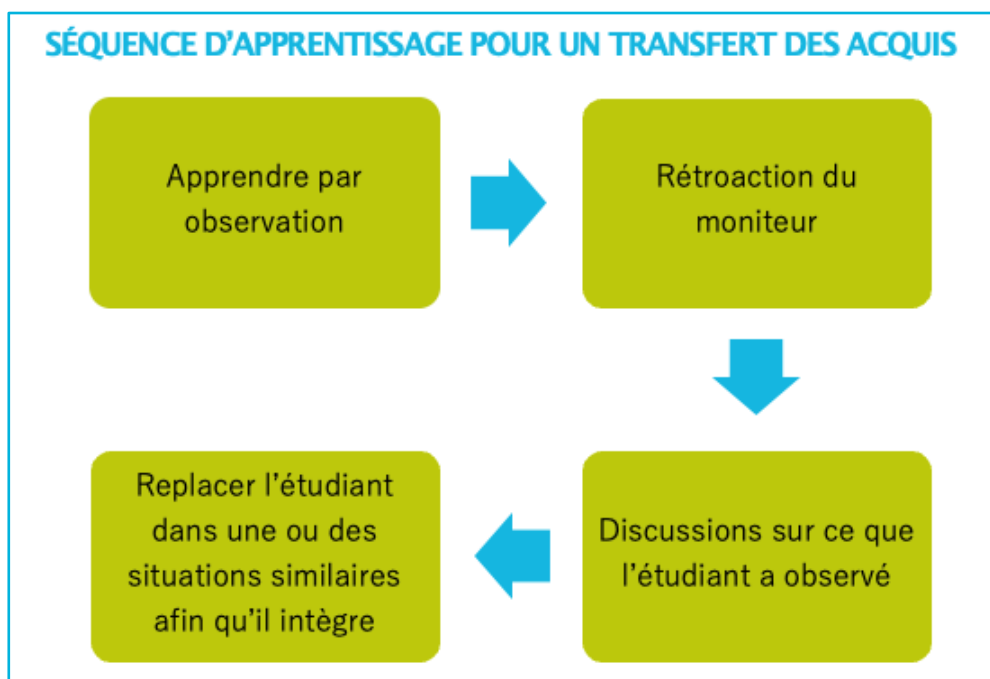 SÉQUENCE D'APPRENTISSAGE POUR UN TRANSFERT DES ACQUIS
Apprendre par
observation
Rétroaction du
moniteur
Discussions sur ce que
l'étudiant a observé
Replacer l'étudiant
dans une ou des
situations similaires
afin qu'il intègre